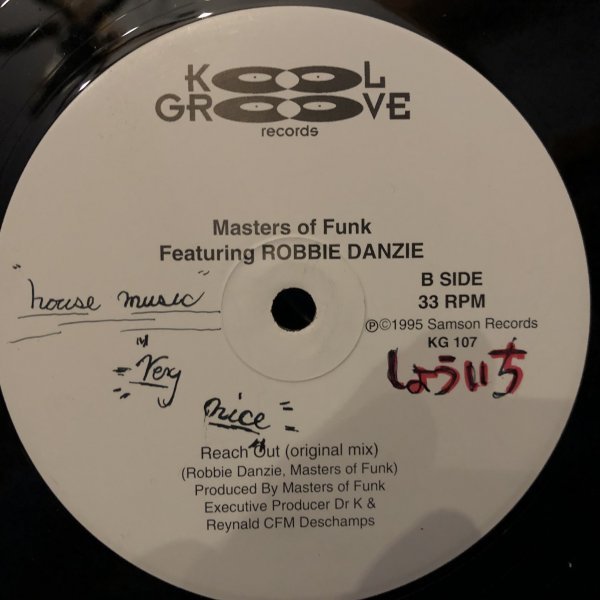 KOOL
GROOVE
records
Masters of Funk
Featuring ROBBIE DANZIE
B SIDE
33 RPM
℗©1995 Samson Records
KG 107
"house music"
Very
nice
しょういち
Reach Out (original mix)
(Robbie Danzie, Masters of Funk)
Produced By Masters of Funk
Executive Producer Dr K &
Reynald CFM Deschamps